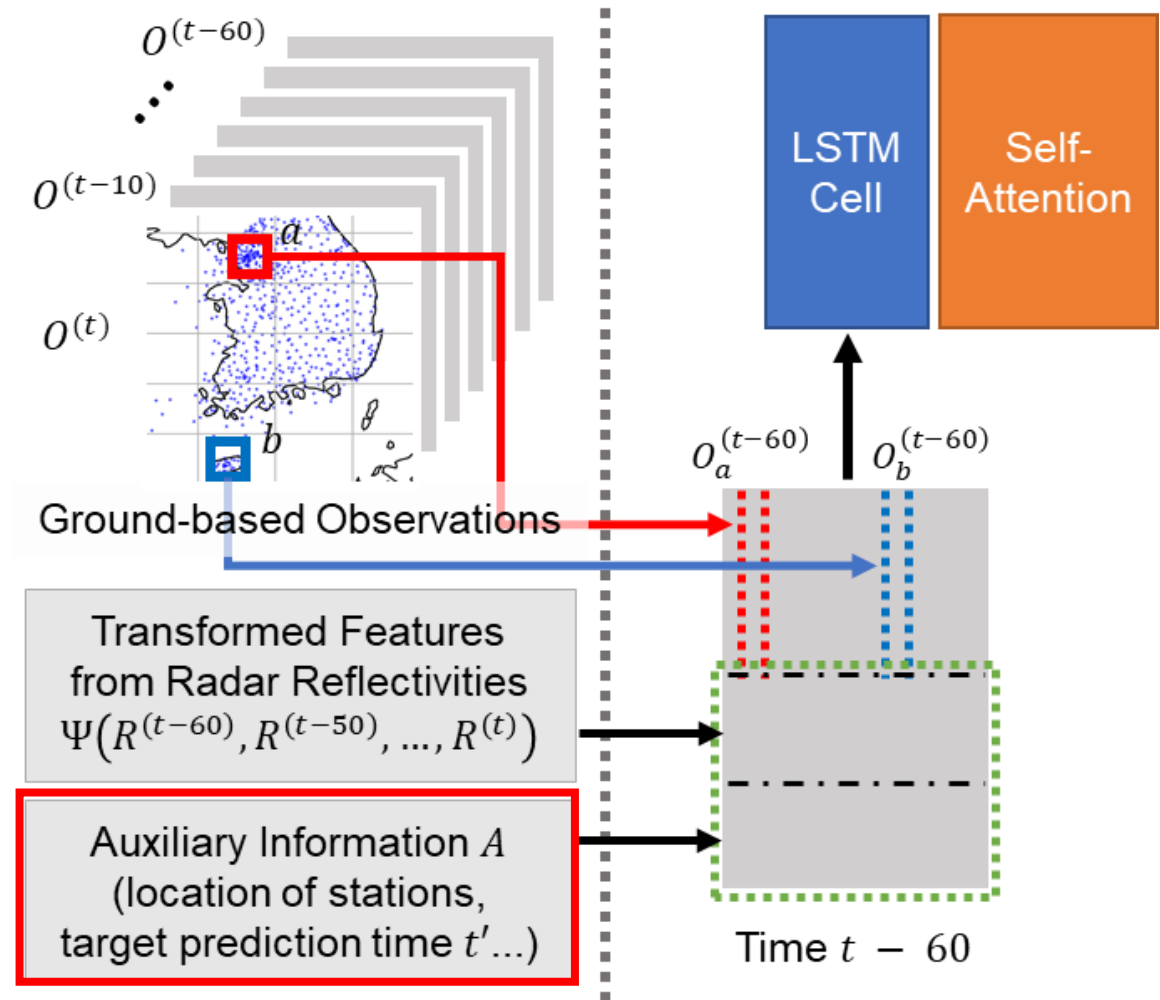 O^(t−60)
O^(t−10)
a
O^(t)
b
Ground-based Observations
Transformed Features
from Radar Reflectivities
Ψ(R^(t−60), R^(t−50), ..., R^(t))
Auxiliary Information A
(location of stations,
target prediction time t′...)
LSTM
Cell
Self-
Attention
O_a^(t−60) O_b^(t−60)
Time t − 60